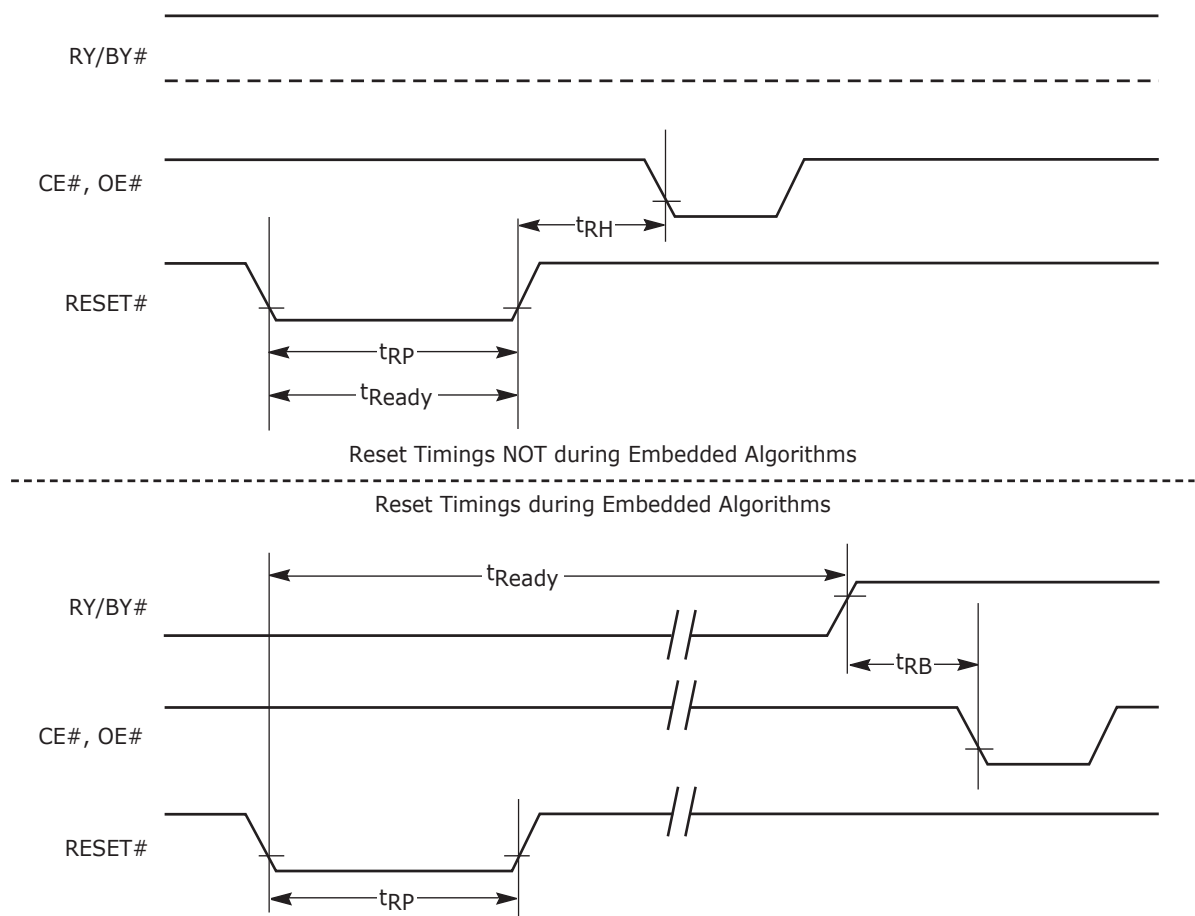 RY/BY#
CE#, OE#
tRH
RESET#
tRP
tReady
Reset Timings NOT during Embedded Algorithms
Reset Timings during Embedded Algorithms
tReady
RY/BY#
tRB
CE#, OE#
RESET#
tRP